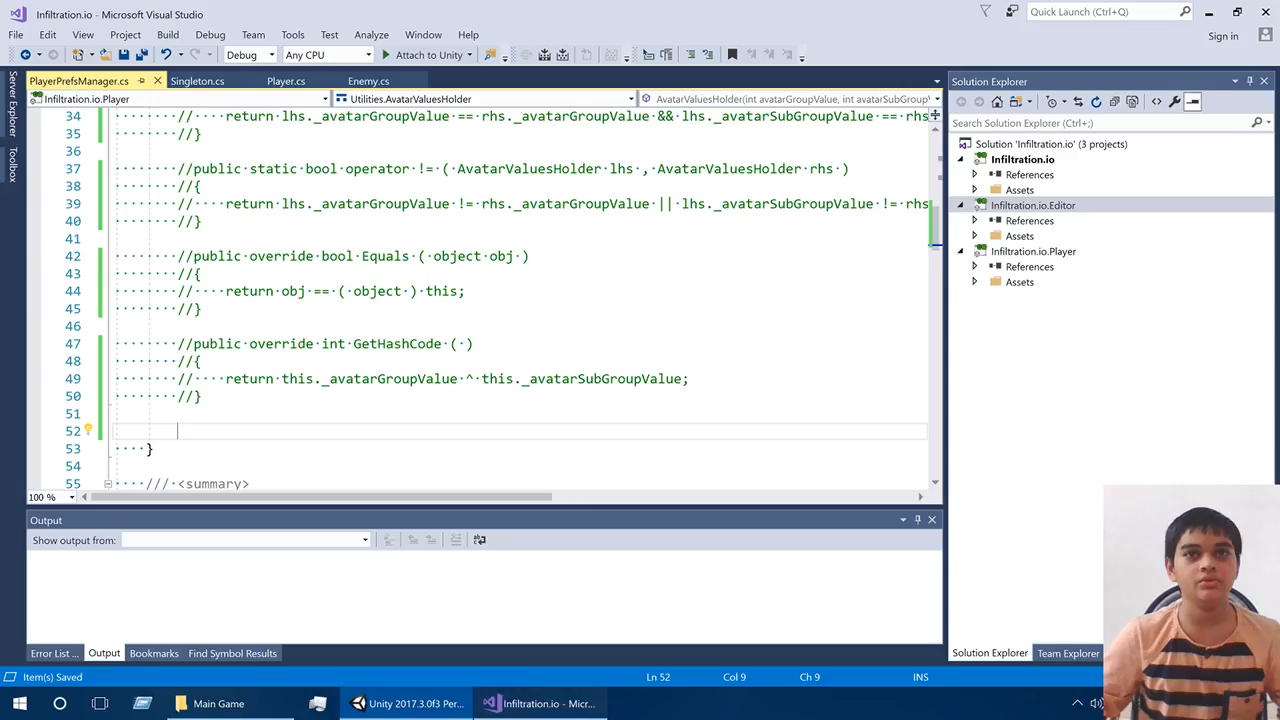 Infiltration.io - Microsoft Visual Studio
Quick Launch (Ctrl+Q)
File Edit View Project Build Debug Team Tools Test Analyze Window Help
Sign in
Debug Any CPU Attach to Unity
Server Explorer
Toolbox
PlayerPrefsManager.cs Singleton.cs Player.cs Enemy.cs
Infiltration.io.Player Utilities.AvatarValuesHolder AvatarValuesHolder(int avatarGroupValue, int avatarSubGroupV
34 // return lhs._avatarGroupValue == rhs._avatarGroupValue && lhs._avatarSubGroupValue == rhs
35 //}
36
37 //public static bool operator != ( AvatarValuesHolder lhs , AvatarValuesHolder rhs )
38 //{
39 // return lhs._avatarGroupValue != rhs._avatarGroupValue || lhs._avatarSubGroupValue != rhs
40 //}
41
42 //public override bool Equals ( object obj )
43 //{
44 // return obj == ( object ) this;
45 //}
46
47 //public override int GetHashCode ( )
48 //{
49 // return this._avatarGroupValue ^ this._avatarSubGroupValue;
50 //}
51
52
53 }
54
55 /// <summary>
100 %
Output
Show output from:
Error List ... Output Bookmarks Find Symbol Results
Solution Explorer
Search Solution Explorer (Ctrl+;)
Solution 'Infiltration.io' (3 projects)
Infiltration.io
References
Assets
Infiltration.io.Editor
References
Assets
Infiltration.io.Player
References
Assets
Solution Explorer Team Explorer
Item(s) Saved Ln 52 Col 9 Ch 9 INS
Main Game Unity 2017.3.0f3 Per... Infiltration.io - Micr...